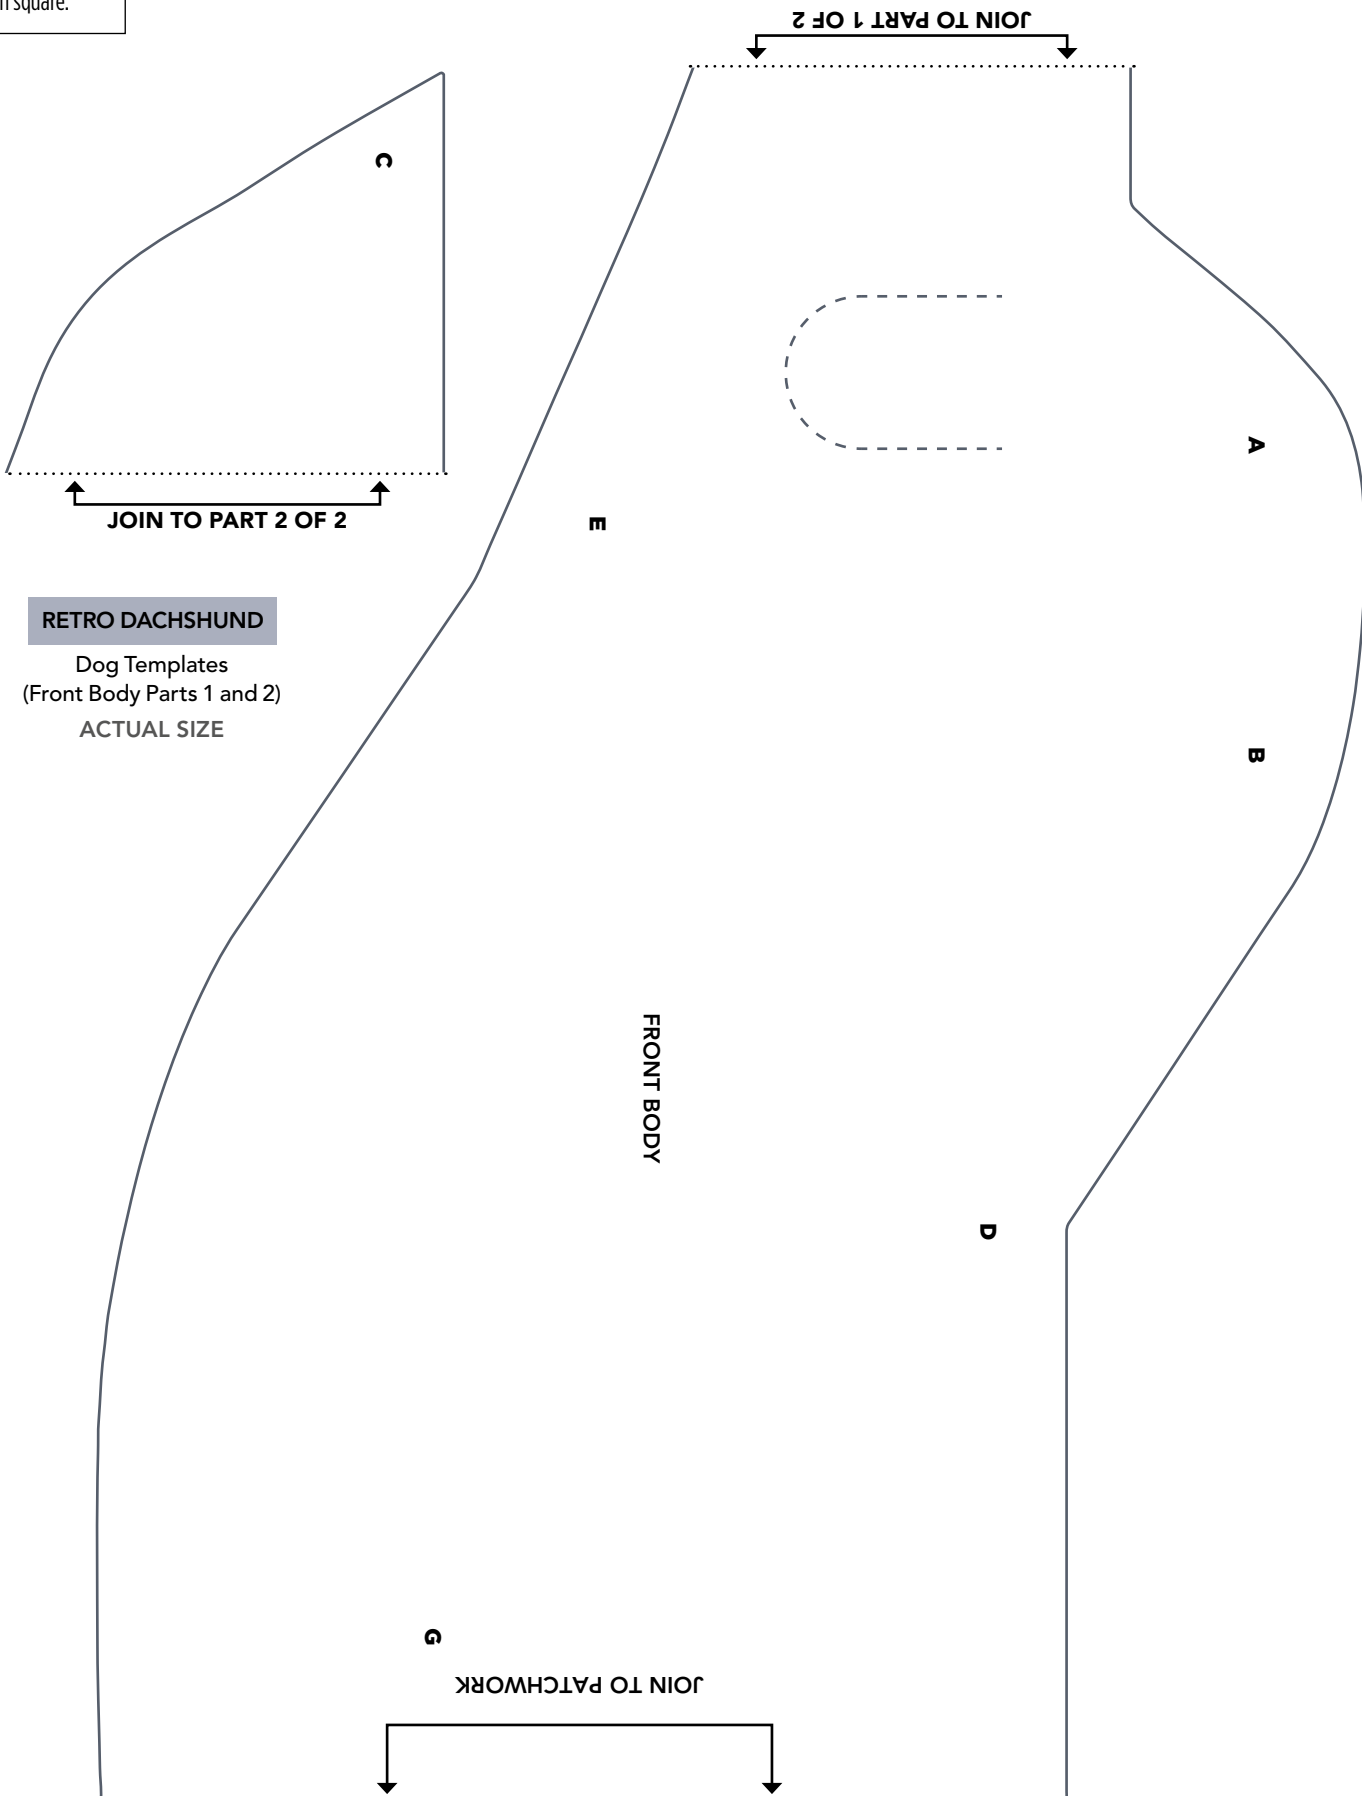 square.
JOIN TO PART 1 OF 2
C
A
E
JOIN TO PART 2 OF 2
RETRO DACHSHUND
Dog Templates
(Front Body Parts 1 and 2)
ACTUAL SIZE
B
FRONT BODY
D
G
JOIN TO PATCHWORK